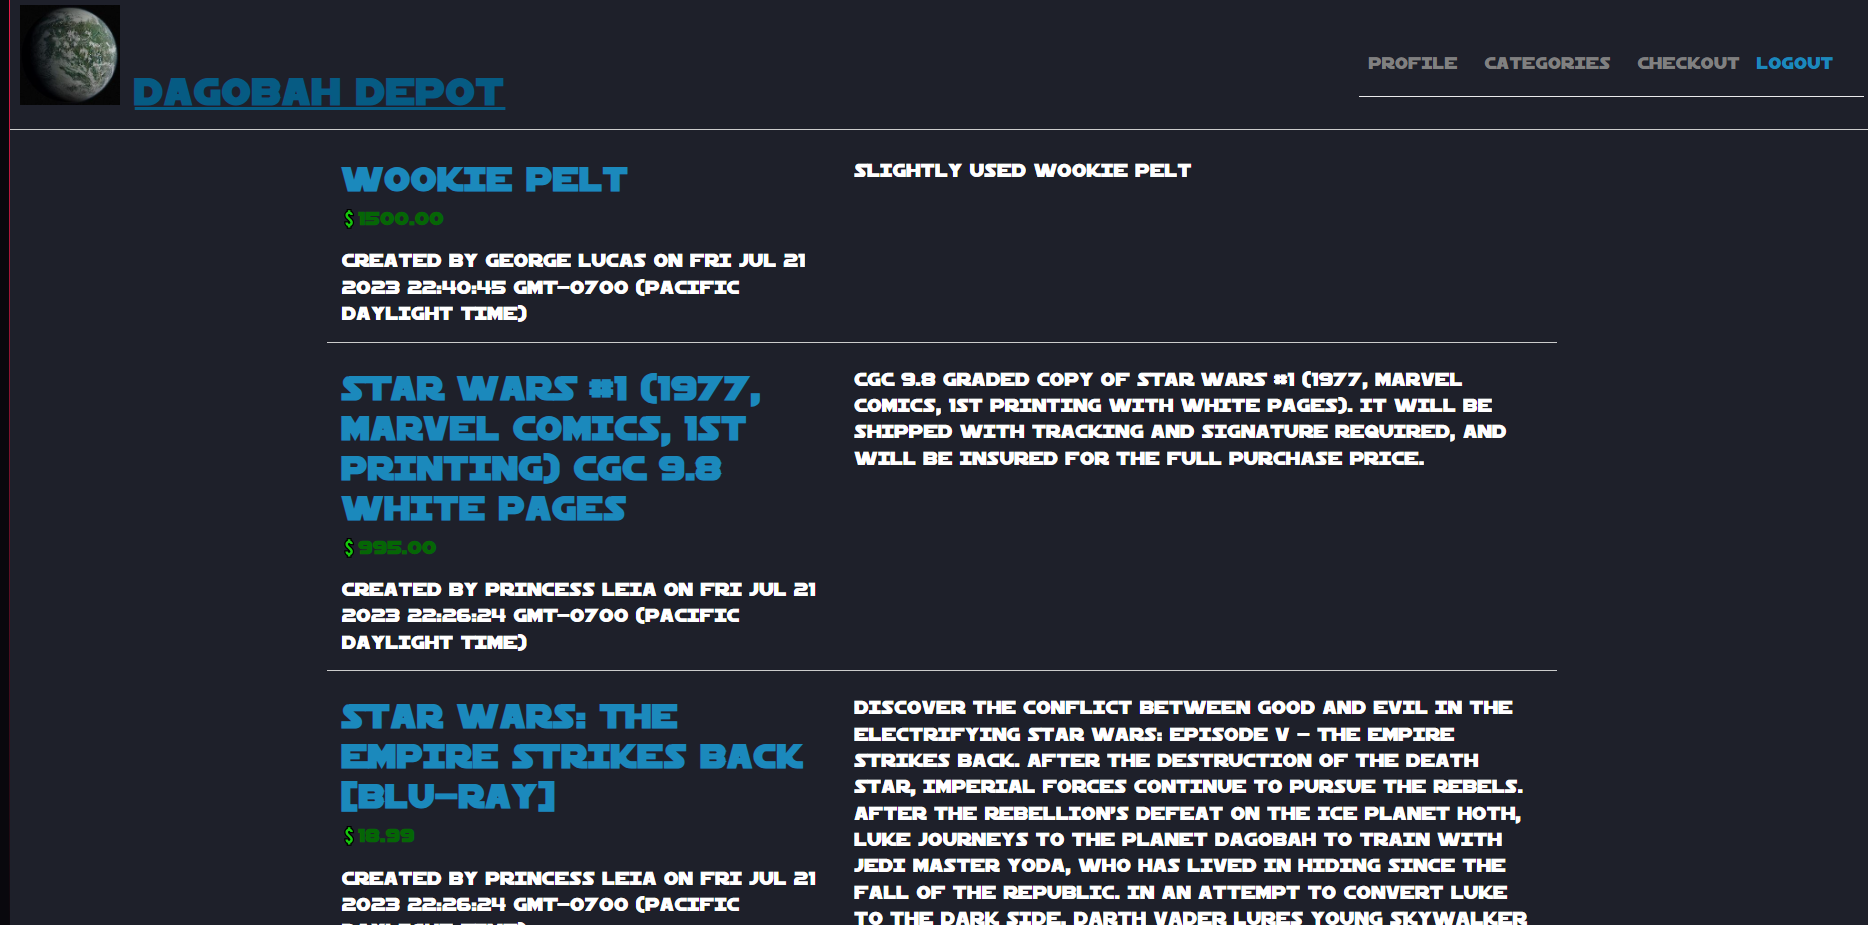 DAGOBAH DEPOT
PROFILE CATEGORIES CHECKOUT LOGOUT
WOOKIE PELT
$1500.00
CREATED BY GEORGE LUCAS ON FRI JUL 21
2023 22:40:45 GMT-0700 (PACIFIC
DAYLIGHT TIME)
SLIGHTLY USED WOOKIE PELT
STAR WARS #1 (1977,
MARVEL COMICS, 1ST
PRINTING) CGC 9.8
WHITE PAGES
$995.00
CREATED BY PRINCESS LEIA ON FRI JUL 21
2023 22:26:24 GMT-0700 (PACIFIC
DAYLIGHT TIME)
CGC 9.8 GRADED COPY OF STAR WARS #1 (1977, MARVEL
COMICS, 1ST PRINTING WITH WHITE PAGES). IT WILL BE
SHIPPED WITH TRACKING AND SIGNATURE REQUIRED, AND
WILL BE INSURED FOR THE FULL PURCHASE PRICE.
STAR WARS: THE
EMPIRE STRIKES BACK
[BLU-RAY]
$18.99
CREATED BY PRINCESS LEIA ON FRI JUL 21
2023 22:26:24 GMT-0700 (PACIFIC
DAYLIGHT TIME)
DISCOVER THE CONFLICT BETWEEN GOOD AND EVIL IN THE
ELECTRIFYING STAR WARS: EPISODE V - THE EMPIRE
STRIKES BACK. AFTER THE DESTRUCTION OF THE DEATH
STAR, IMPERIAL FORCES CONTINUE TO PURSUE THE REBELS.
AFTER THE REBELLION'S DEFEAT ON THE ICE PLANET HOTH,
LUKE JOURNEYS TO THE PLANET DAGOBAH TO TRAIN WITH
JEDI MASTER YODA, WHO HAS LIVED IN HIDING SINCE THE
FALL OF THE REPUBLIC. IN AN ATTEMPT TO CONVERT LUKE
TO THE DARK SIDE, DARTH VADER LURES YOUNG SKYWALKER